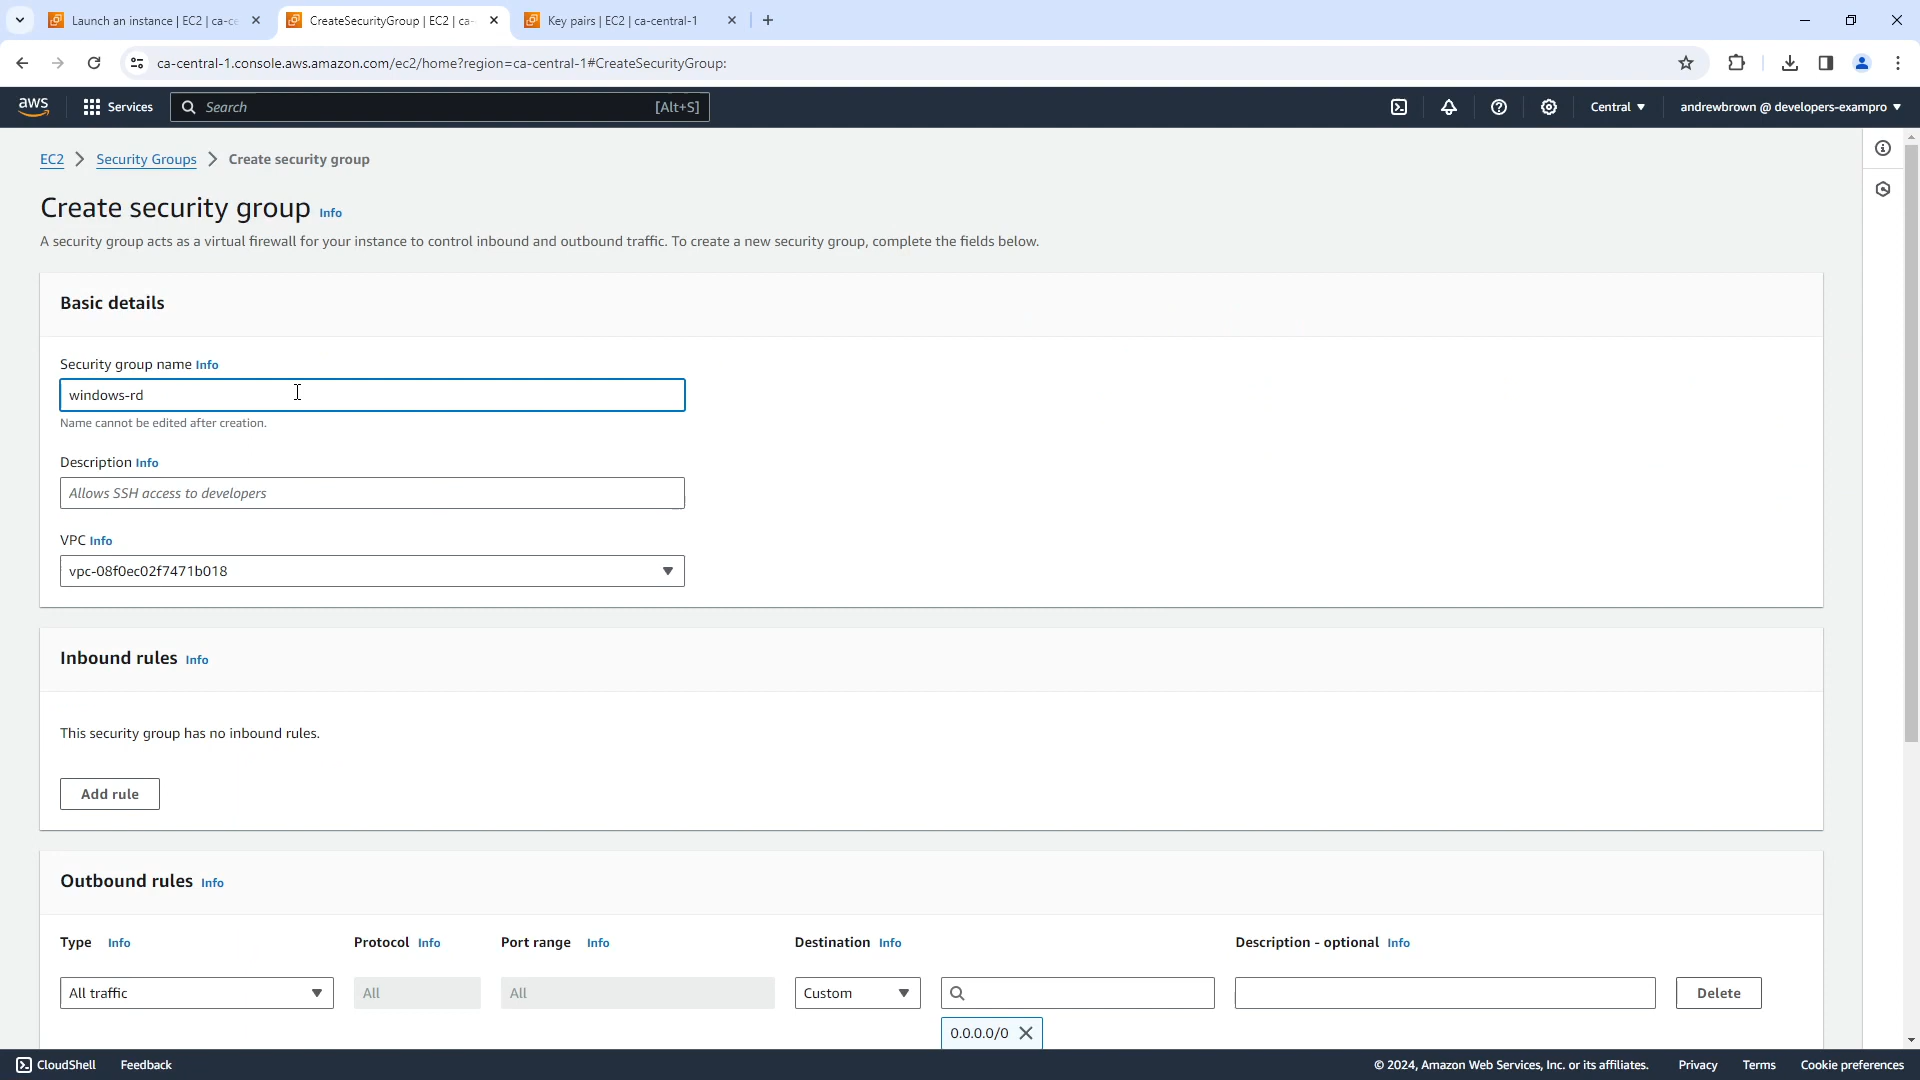 Launch an instance | EC2 | ca-ce
CreateSecurityGroup | EC2 | ca-
Key pairs | EC2 | ca-central-1
ca-central-1.console.aws.amazon.com/ec2/home?region=ca-central-1#CreateSecurityGroup:
aws
Services
Search
[Alt+S]
Central
andrewbrown @ developers-exampro
EC2
Security Groups
Create security group
Create security group Info
A security group acts as a virtual firewall for your instance to control inbound and outbound traffic. To create a new security group, complete the fields below.
Basic details
Security group name Info
windows-rd
Name cannot be edited after creation.
Description Info
Allows SSH access to developers
VPC Info
vpc-08f0ec02f7471b018
Inbound rules Info
This security group has no inbound rules.
Add rule
Outbound rules Info
Type Info
Protocol Info
Port range Info
Destination Info
Description - optional Info
All traffic
All
All
Custom
Delete
0.0.0.0/0
CloudShell
Feedback
© 2024, Amazon Web Services, Inc. or its affiliates.
Privacy
Terms
Cookie preferences